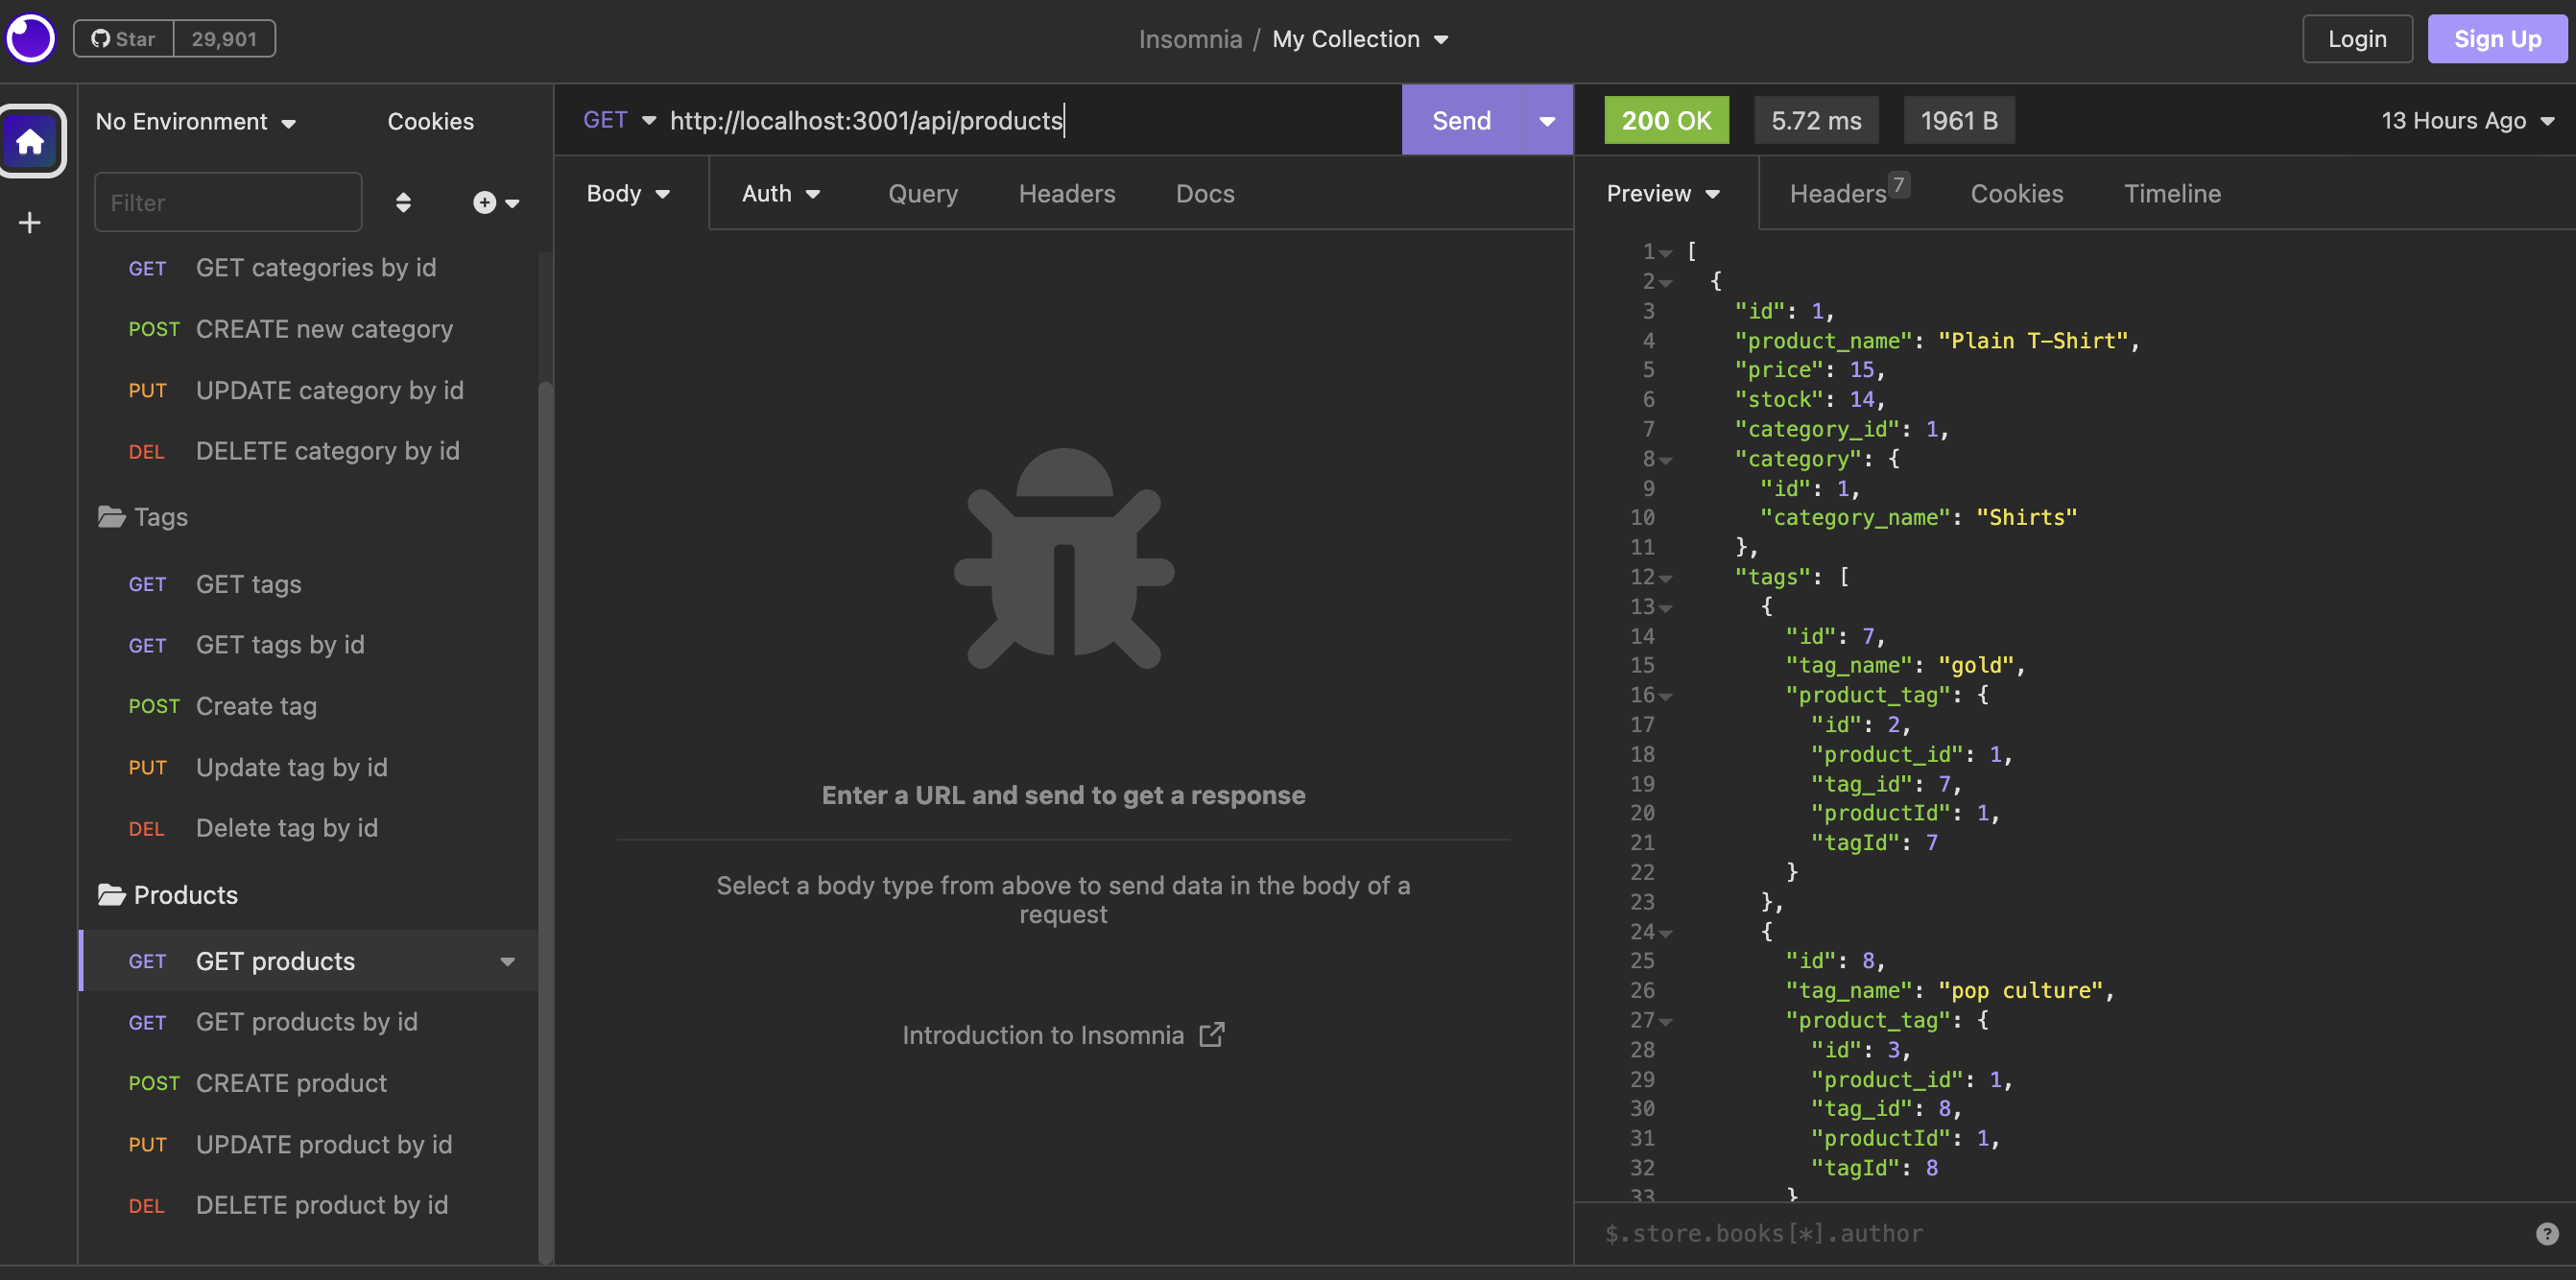 Star 29,901
Insomnia / My Collection
Login
Sign Up
No Environment
Cookies
Filter
GET GET categories by id
POST CREATE new category
PUT UPDATE category by id
DEL DELETE category by id
Tags
GET GET tags
GET GET tags by id
POST Create tag
PUT Update tag by id
DEL Delete tag by id
Products
GET GET products
GET GET products by id
POST CREATE product
PUT UPDATE product by id
DEL DELETE product by id
GET http://localhost:3001/api/products
Send
Body Auth Query Headers Docs
Enter a URL and send to get a response
Select a body type from above to send data in the body of a
request
Introduction to Insomnia
200 OK 5.72 ms 1961 B 13 Hours Ago
Preview Headers 7 Cookies Timeline
1 [
2 {
3 "id": 1,
4 "product_name": "Plain T-Shirt",
5 "price": 15,
6 "stock": 14,
7 "category_id": 1,
8 "category": {
9 "id": 1,
10 "category_name": "Shirts"
11 },
12 "tags": [
13 {
14 "id": 7,
15 "tag_name": "gold",
16 "product_tag": {
17 "id": 2,
18 "product_id": 1,
19 "tag_id": 7,
20 "productId": 1,
21 "tagId": 7
22 }
23 },
24 {
25 "id": 8,
26 "tag_name": "pop culture",
27 "product_tag": {
28 "id": 3,
29 "product_id": 1,
30 "tag_id": 8,
31 "productId": 1,
32 "tagId": 8
33 }
$.store.books[*].author
?